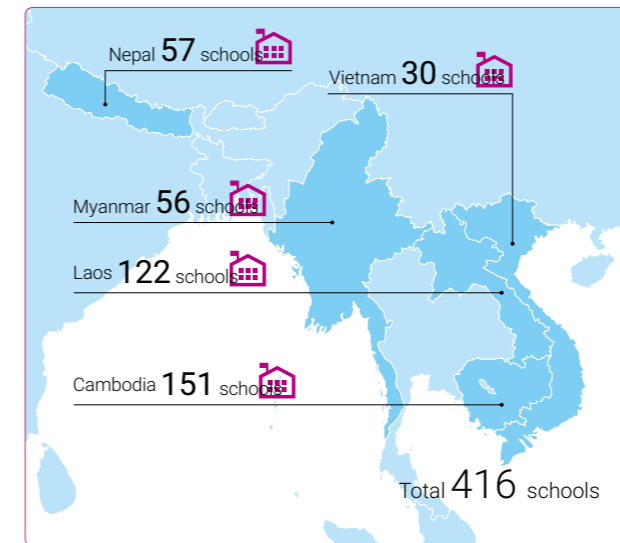 Nepal 57 schools
Vietnam 30 schools
Myanmar 56 schools
Laos 122 schools
Cambodia 151 schools
Total 416 schools